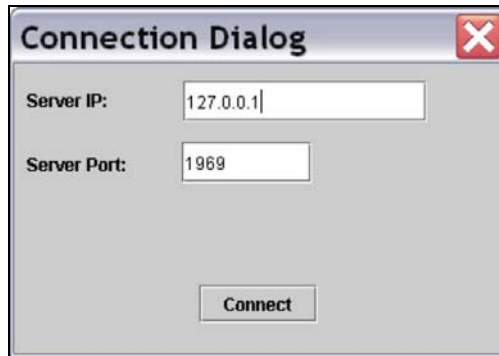 Connection Dialog
Server IP: 127.0.0.1
Server Port: 1969
Connect